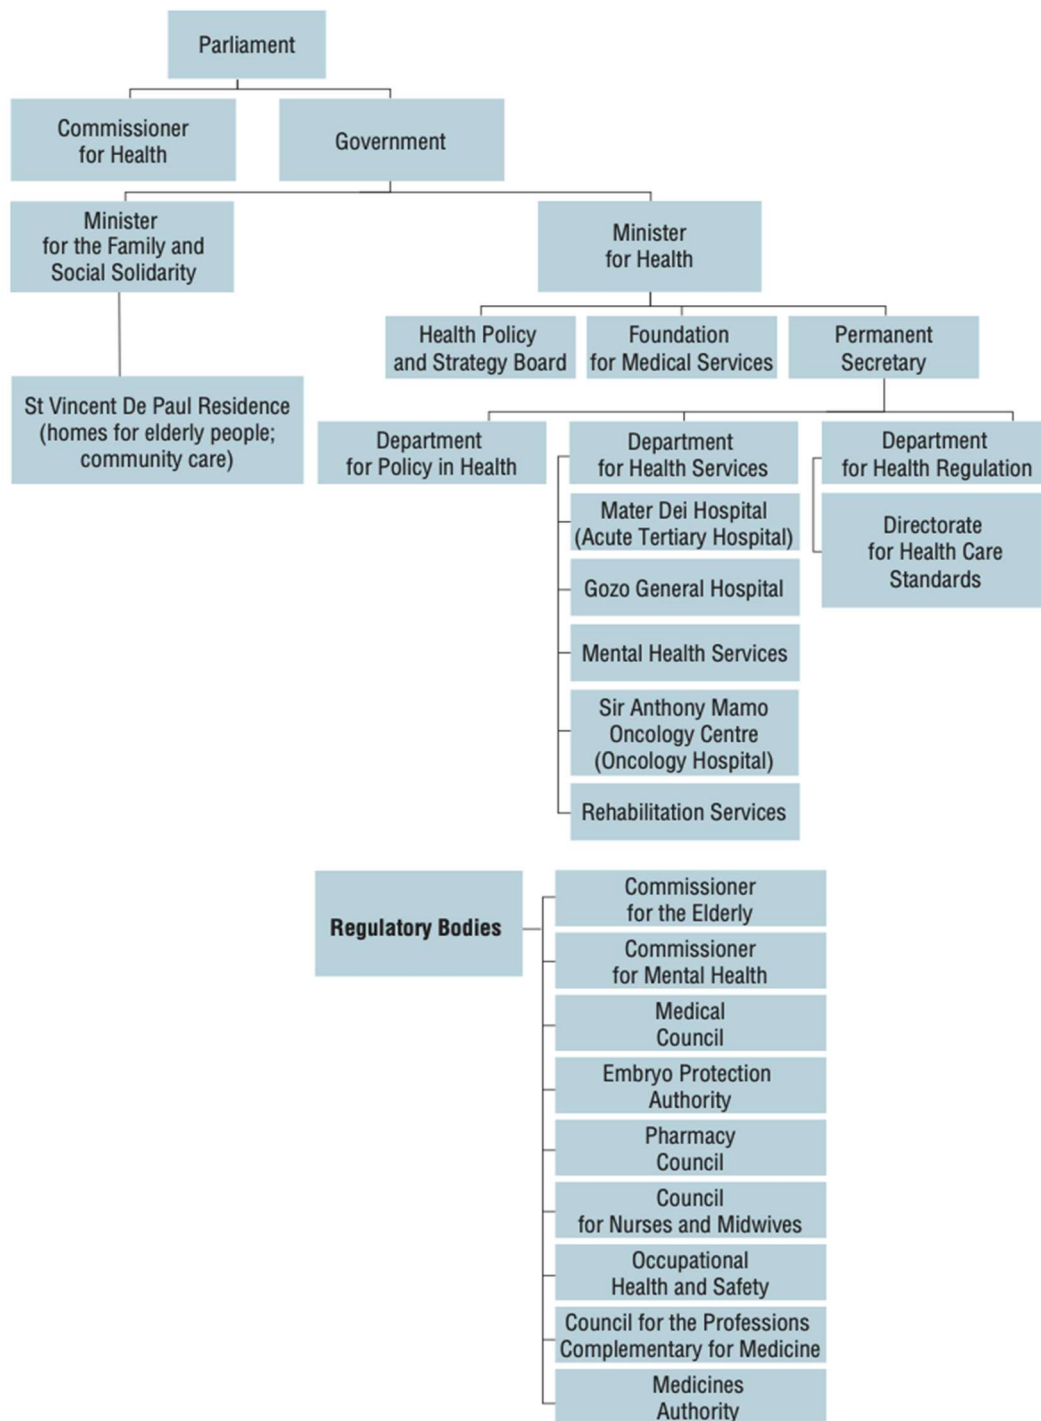 Parliament
Commissioner
for Health
Government
Minister
for the Family and
Social Solidarity
Minister
for Health
Health Policy
and Strategy Board
Foundation
for Medical Services
Permanent
Secretary
St Vincent De Paul Residence
(homes for elderly people;
community care)
Department
for Policy in Health
Department
for Health Services
Department
for Health Regulation
Mater Dei Hospital
(Acute Tertiary Hospital)
Directorate
for Health Care
Standards
Gozo General Hospital
Mental Health Services
Sir Anthony Mamo
Oncology Centre
(Oncology Hospital)
Rehabilitation Services
Regulatory Bodies
Commissioner
for the Elderly
Commissioner
for Mental Health
Medical
Council
Embryo Protection
Authority
Pharmacy
Council
Council
for Nurses and Midwives
Occupational
Health and Safety
Council for the Professions
Complementary for Medicine
Medicines
Authority